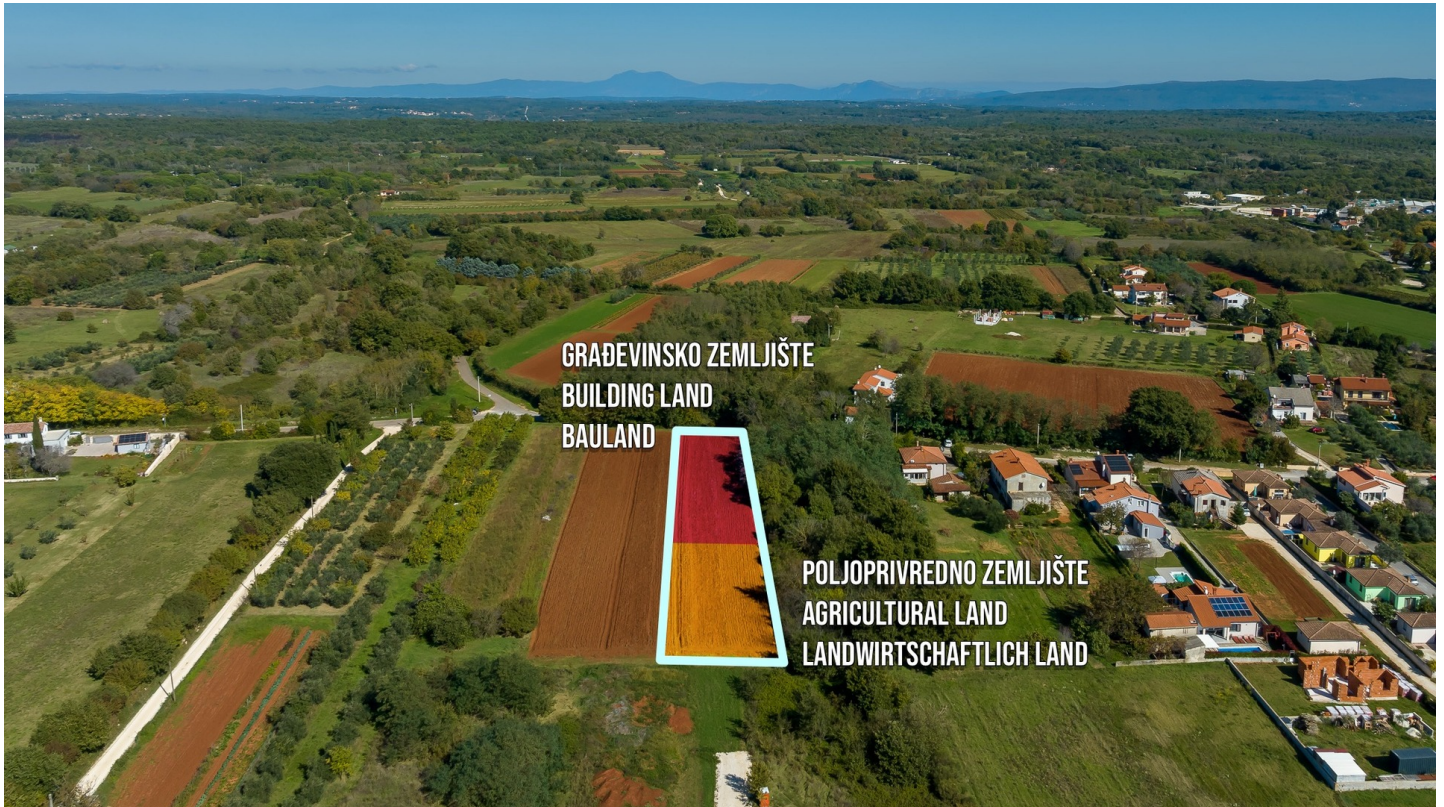 GRAĐEVINSKO ZEMLJIŠTE
BUILDING LAND
BAULAND
POLJOPRIVREDNO ZEMLJIŠTE
AGRICULTURAL LAND
LANDWIRTSCHAFTLICH LAND